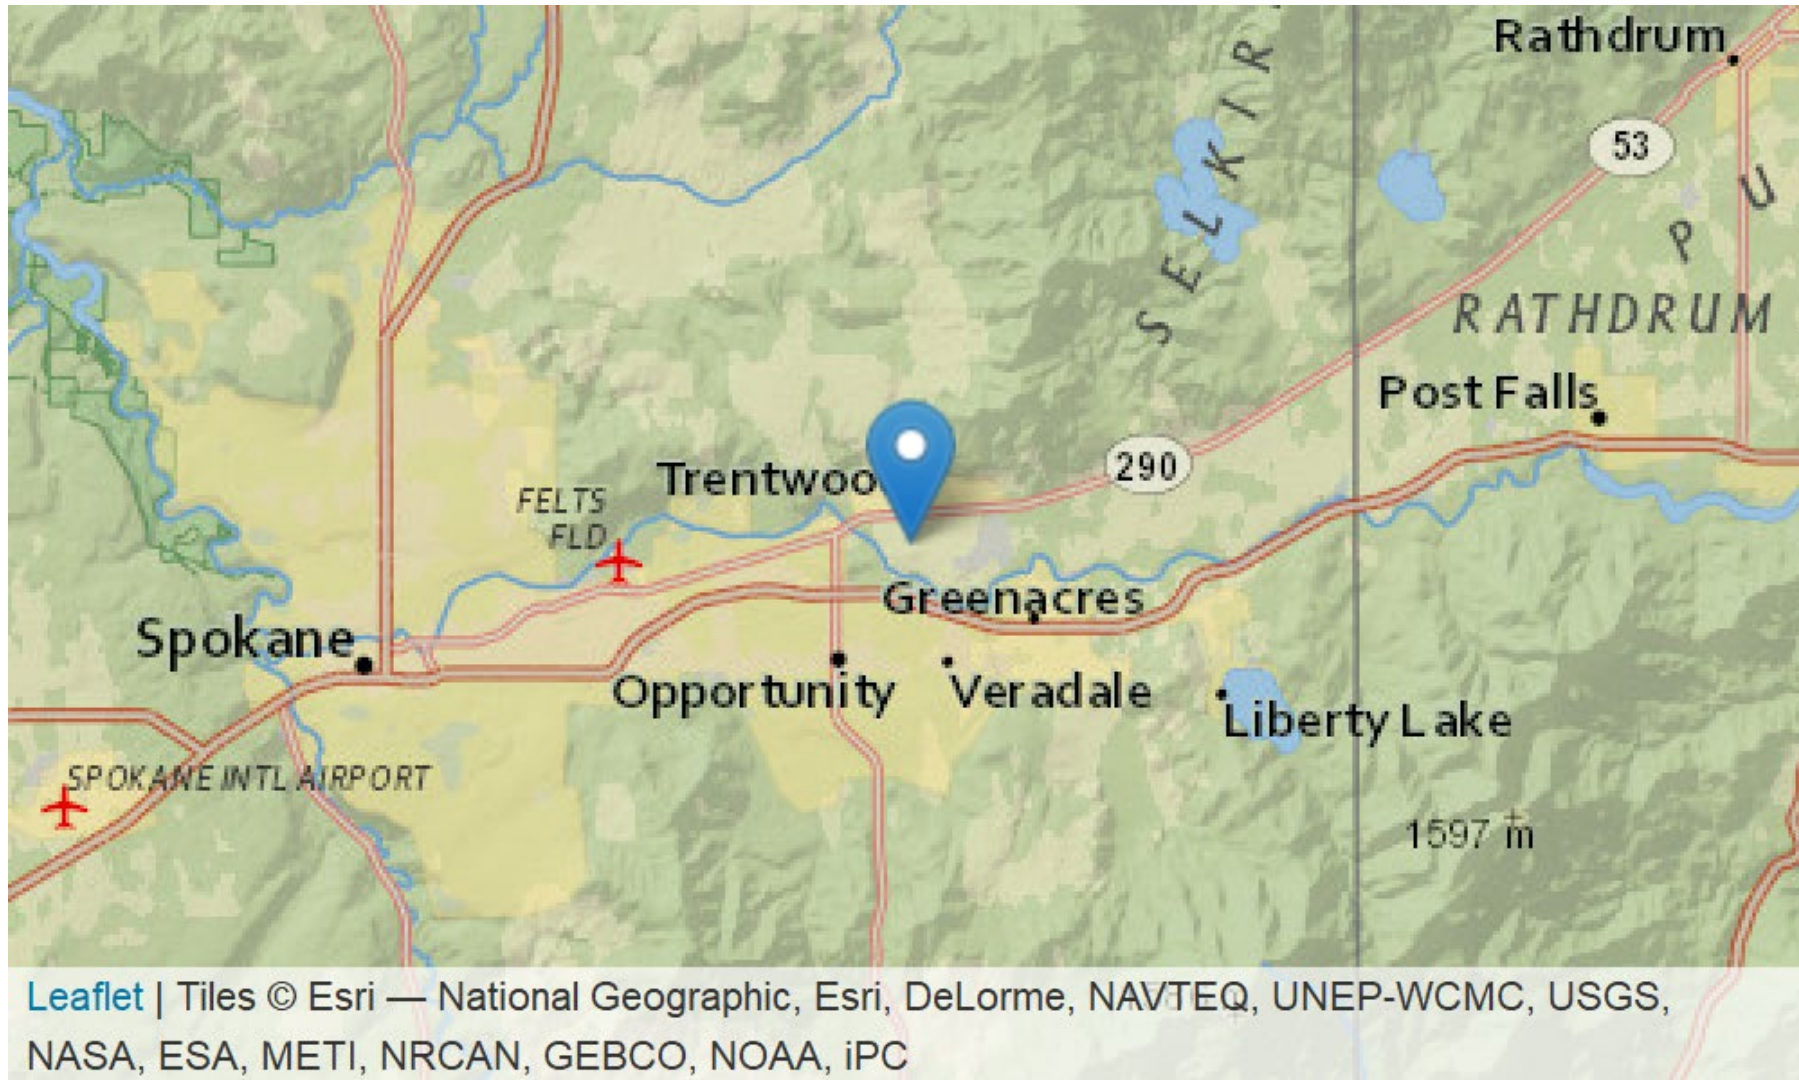 Rathdrum
53
SELKIR
P U
RATHDRUM
Post Falls
290
Trentwoo
FELTS
FLD
Greenacres
Spokane
Opportunity
Veradale
Liberty Lake
SPOKANE INTL AIRPORT
1597 m
Leaflet | Tiles © Esri — National Geographic, Esri, DeLorme, NAVTEQ, UNEP-WCMC, USGS,
NASA, ESA, METI, NRCAN, GEBCO, NOAA, iPC